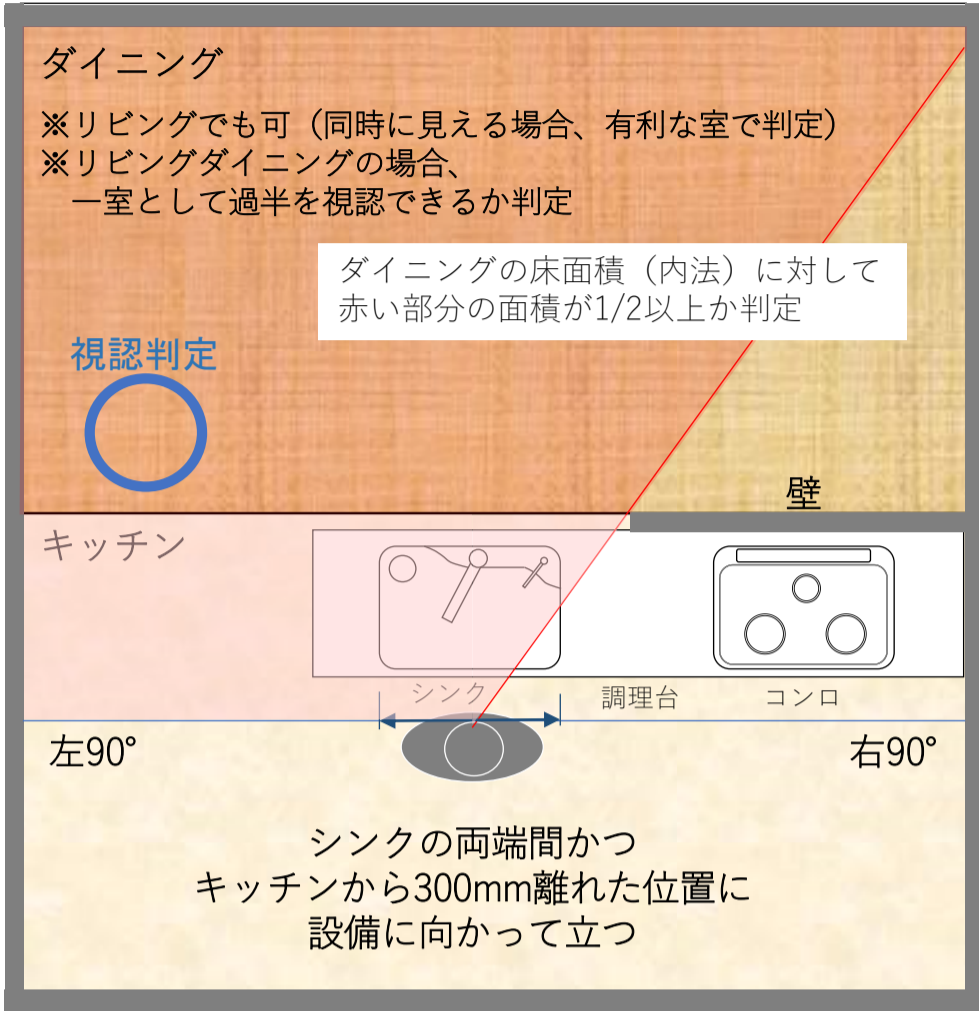 ダイニング
※リビングでも可（同時に見える場合、有利な室で判定）
※リビングダイニングの場合、
一室として過半を視認できるか判定
ダイニングの床面積（内法）に対して
赤い部分の面積が1/2以上か判定
視認判定
壁
キッチン
シンク
調理台
コンロ
左90°
右90°
シンクの両端間かつ
キッチンから300mm離れた位置に
設備に向かって立つ